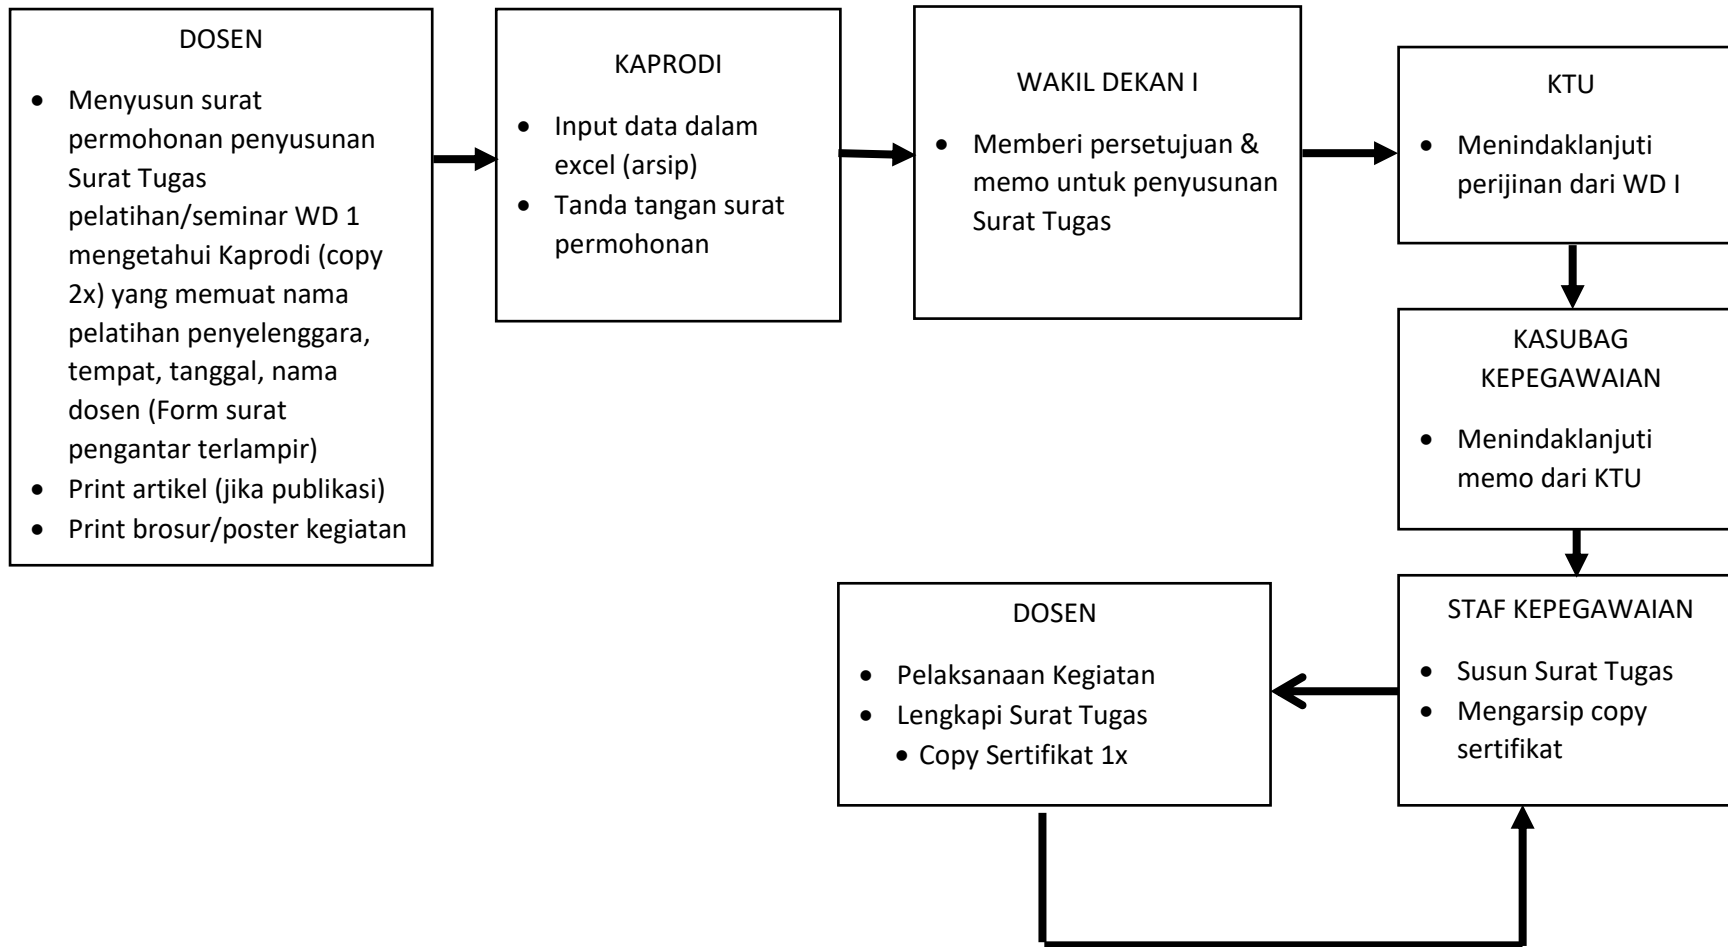 DOSEN
• Menyusun surat
permohonan penyusunan
Surat Tugas
pelatihan/seminar WD 1
mengetahui Kaprodi (copy
2x) yang memuat nama
pelatihan penyelenggara,
tempat, tanggal, nama
dosen (Form surat
pengantar terlampir)
• Print artikel (jika publikasi)
• Print brosur/poster kegiatan
KAPRODI
• Input data dalam
excel (arsip)
• Tanda tangan surat
permohonan
WAKIL DEKAN I
• Memberi persetujuan &
memo untuk penyusunan
Surat Tugas
KTU
• Menindaklanjuti
perijinan dari WD I
KASUBAG
KEPEGAWAIAN
• Menindaklanjuti
memo dari KTU
STAF KEPEGAWAIAN
• Susun Surat Tugas
• Mengarsip copy
sertifikat
DOSEN
• Pelaksanaan Kegiatan
• Lengkapi Surat Tugas
• Copy Sertifikat 1x